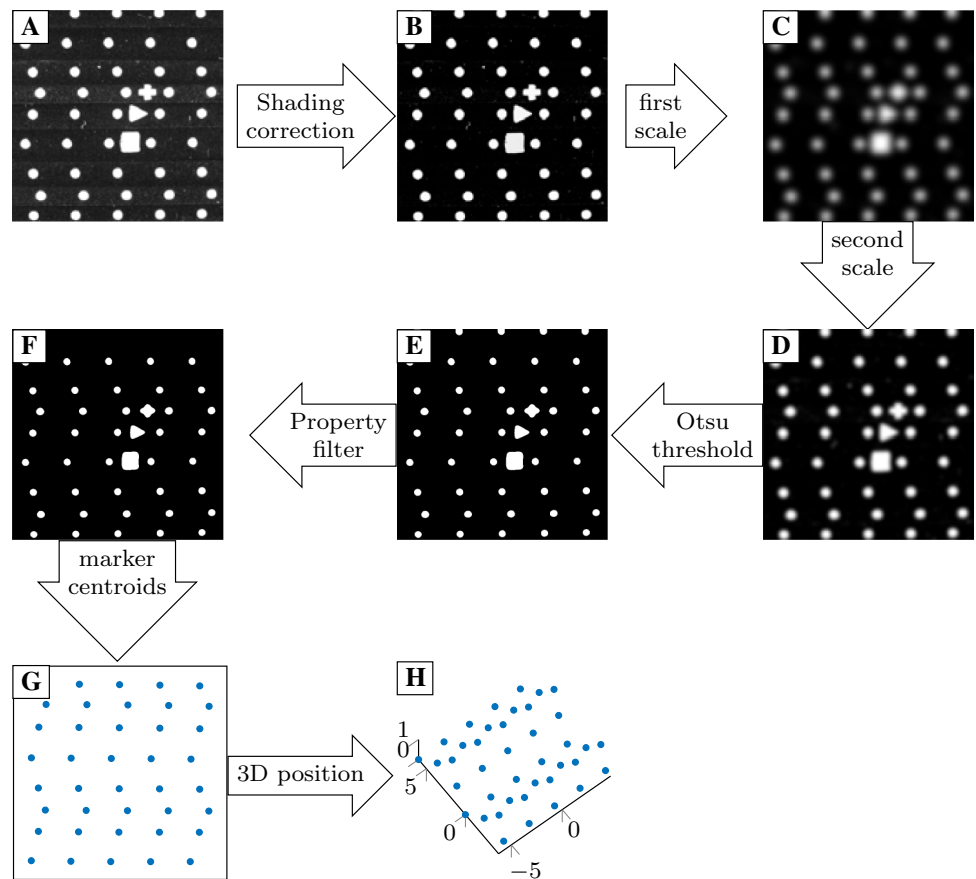 A
B
C
Shading
correction
first
scale
second
scale
F
E
D
Property
filter
Otsu
threshold
marker
centroids
G
H
3D position
1
0
5
0
0
−5